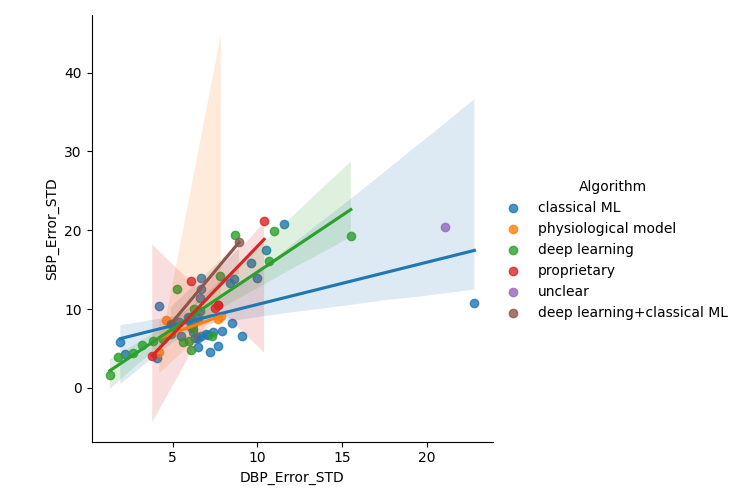 40
30
20
10
0
SBP_Error_STD
5
10
15
20
DBP_Error_STD
Algorithm
classical ML
physiological model
deep learning
proprietary
unclear
deep learning+classical ML